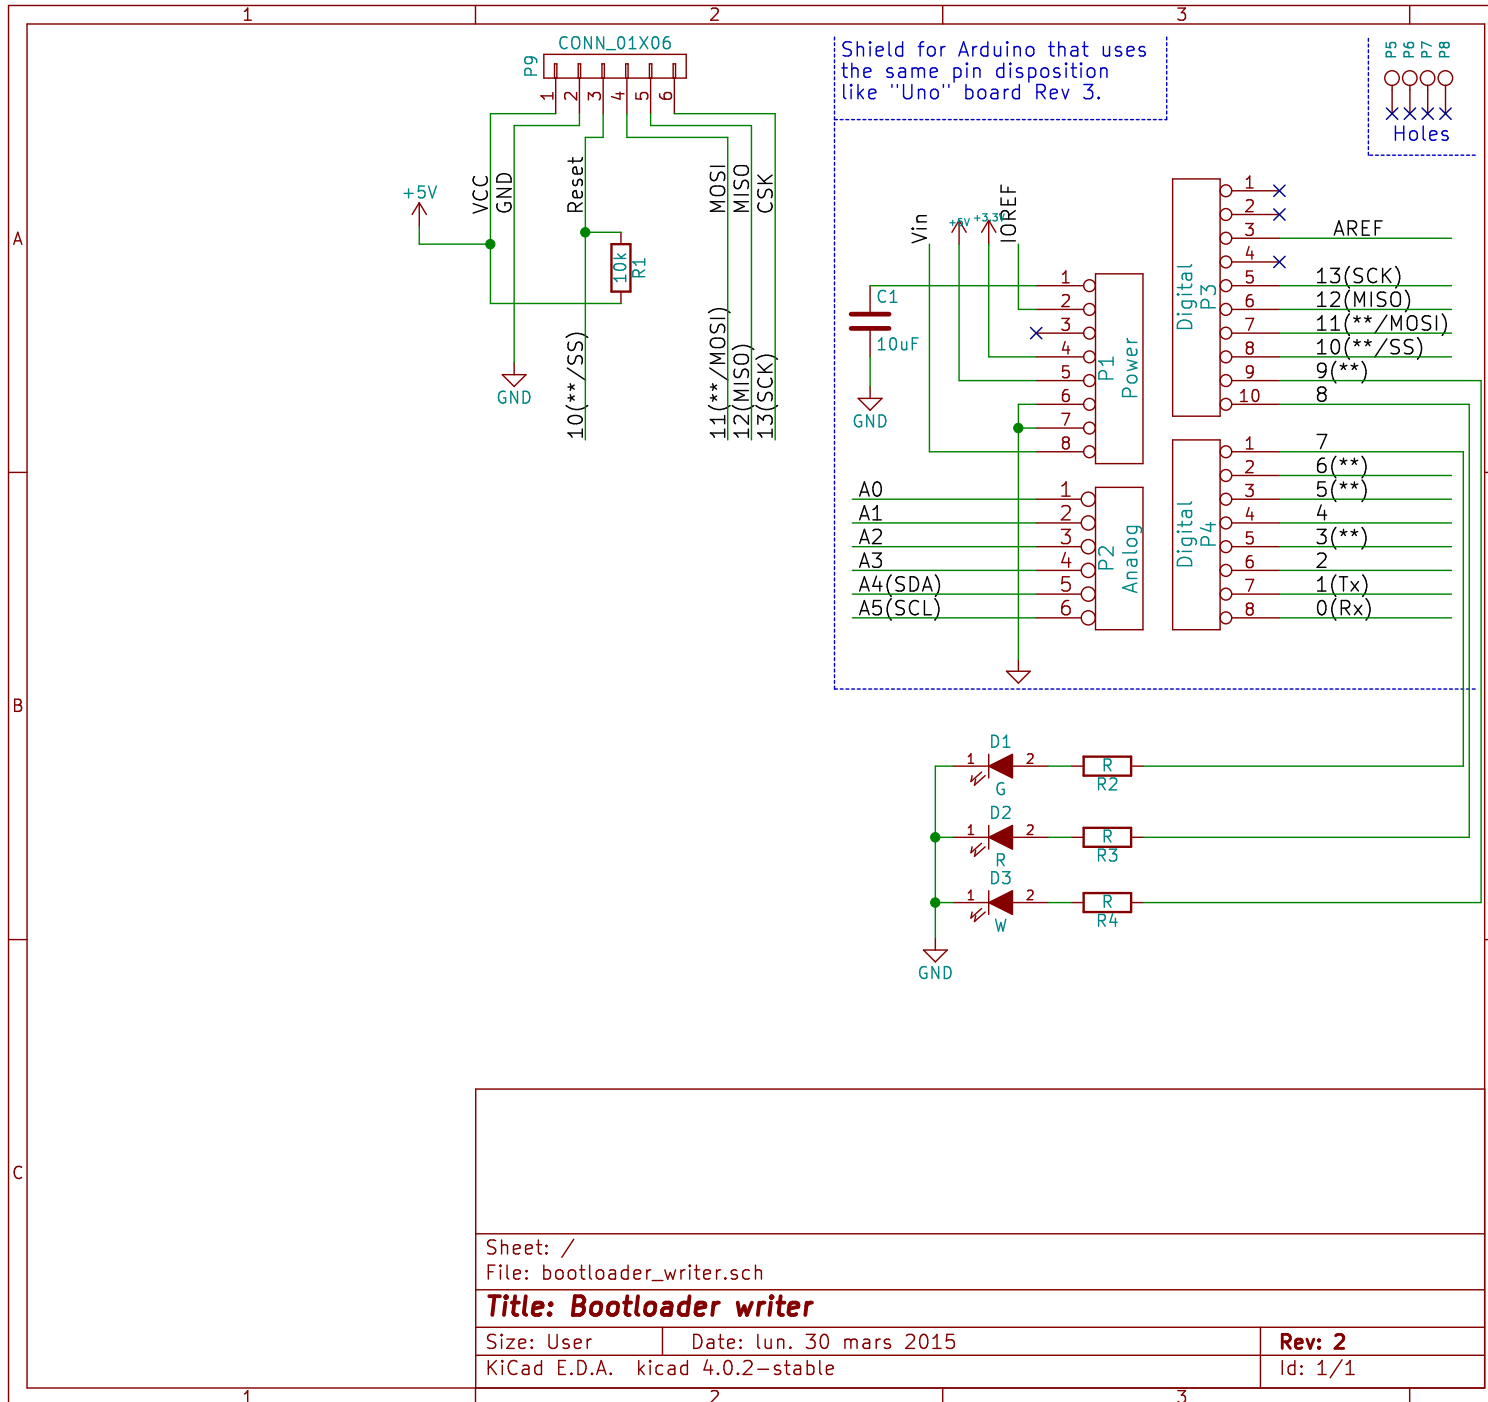 1
2
3
CONN_01X06
P9
1
2
3
4
5
6
Shield for Arduino that uses
the same pin disposition
like "Uno" board Rev 3.
P5
P6
P7
P8
Holes
A
+5V
VCC
GND
Reset
MOSI
MISO
CSK
10k
R1
GND
10(**/SS)
11(**/MOSI)
12(MISO)
13(SCK)
Vin
+5V
+3.3V
IOREF
C1
10uF
GND
1
2
3
4
5
6
7
8
P1
Power
1
2
3
4
5
6
7
8
9
10
Digital
P3
AREF
13(SCK)
12(MISO)
11(**/MOSI)
10(**/SS)
9(**)
8
A0
A1
A2
A3
A4(SDA)
A5(SCL)
1
2
3
4
5
6
P2
Analog
Digital
P4
1
2
3
4
5
6
7
8
7
6(**)
5(**)
4
3(**)
2
1(Tx)
0(Rx)
B
D1
1
2
G
R
R2
D2
1
2
R
R
R3
D3
1
2
W
R
R4
GND
C
Sheet: /
File: bootloader_writer.sch
Title: Bootloader writer
Size: User
Date: lun. 30 mars 2015
Rev: 2
KiCad E.D.A.  kicad 4.0.2-stable
Id: 1/1
1
2
3